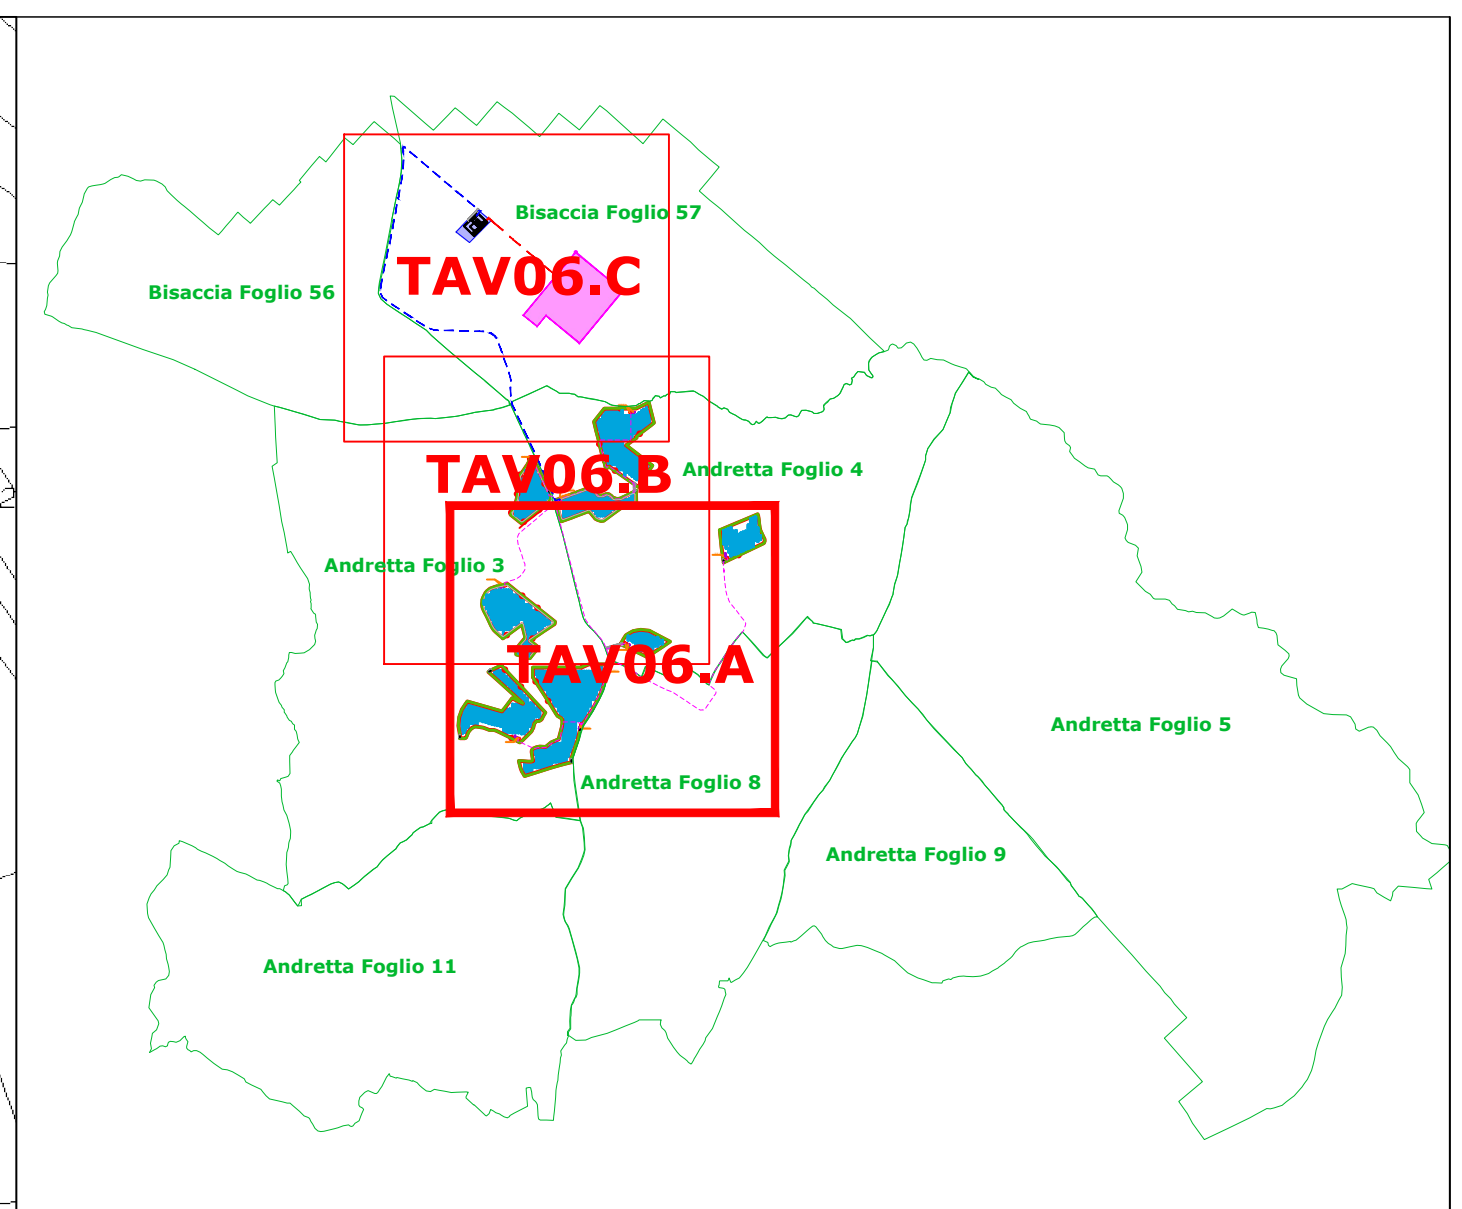 Bisaccia Foglio 57
TAV06.C
Bisaccia Foglio 56
TAV06.B
Andretta Foglio 4
Andretta Foglio 3
TAV06.A
Andretta Foglio 5
Andretta Foglio 8
Andretta Foglio 9
Andretta Foglio 11